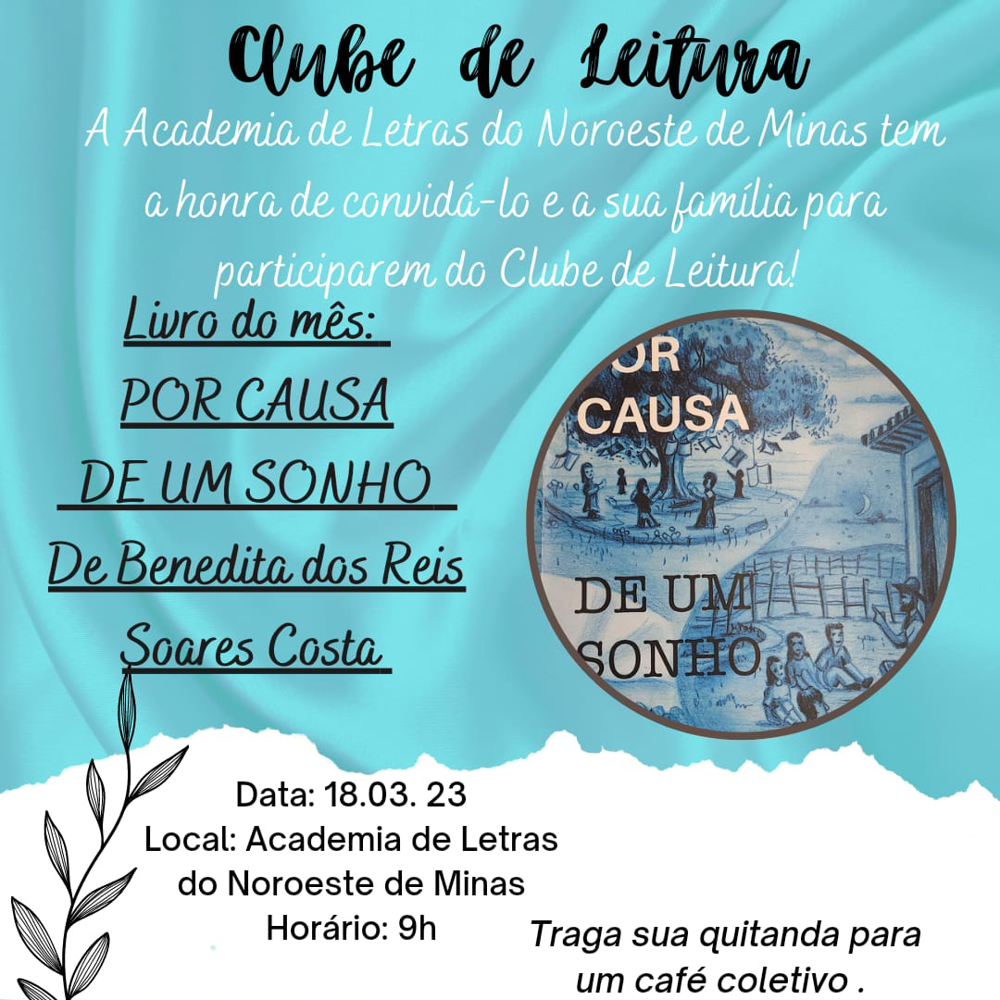 Clube de Leitura
A Academia de Letras do Noroeste de Minas tem
a honra de convidá-lo e a sua família para
participarem do Clube de Leitura!
Livro do mês:
POR CAUSA
DE UM SONHO
De Benedita dos Reis
Soares Costa
OR
CAUSA
DE UM
SONHO
Data: 18.03. 23
Local: Academia de Letras
do Noroeste de Minas
Horário: 9h
Traga sua quitanda para
um café coletivo .